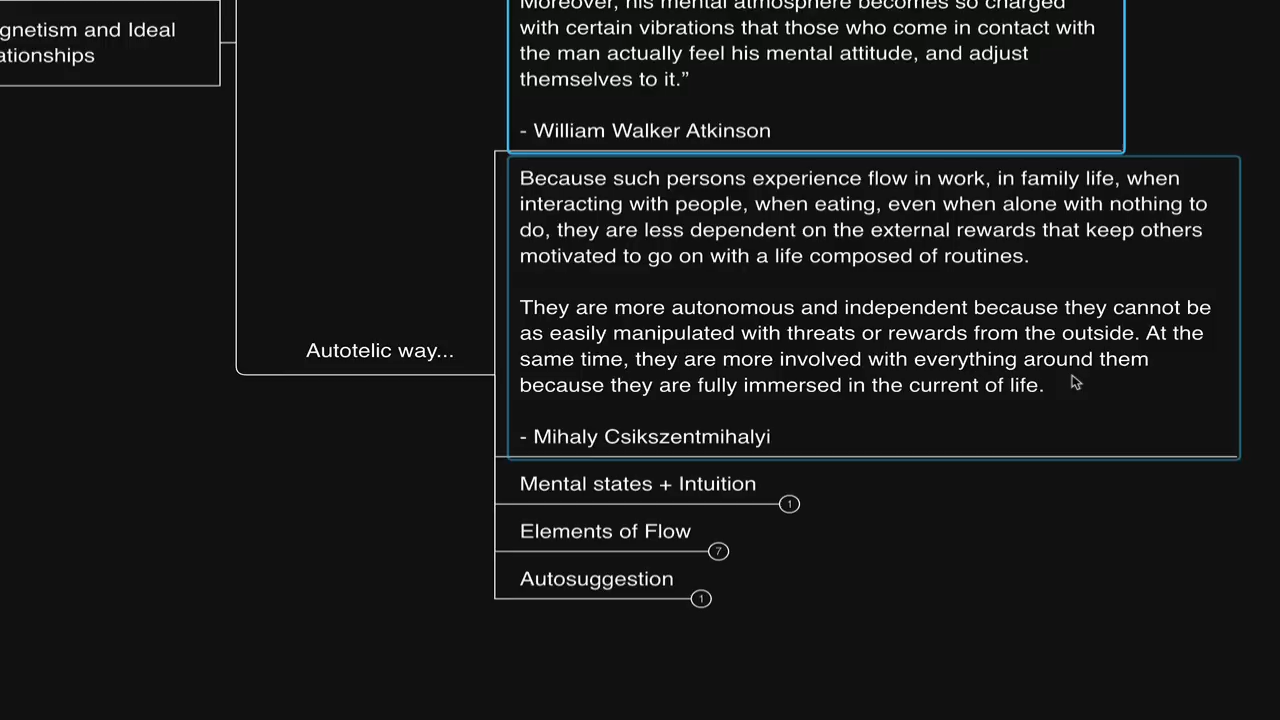 gnetism and Ideal
ationships
Moreover, his mental atmosphere becomes so charged
with certain vibrations that those who come in contact with
the man actually feel his mental attitude, and adjust
themselves to it.”
- William Walker Atkinson
Because such persons experience flow in work, in family life, when
interacting with people, when eating, even when alone with nothing to
do, they are less dependent on the external rewards that keep others
motivated to go on with a life composed of routines.
They are more autonomous and independent because they cannot be
as easily manipulated with threats or rewards from the outside. At the
same time, they are more involved with everything around them
because they are fully immersed in the current of life.
- Mihaly Csikszentmihalyi
Autotelic way...
Mental states + Intuition
1
Elements of Flow
7
Autosuggestion
1